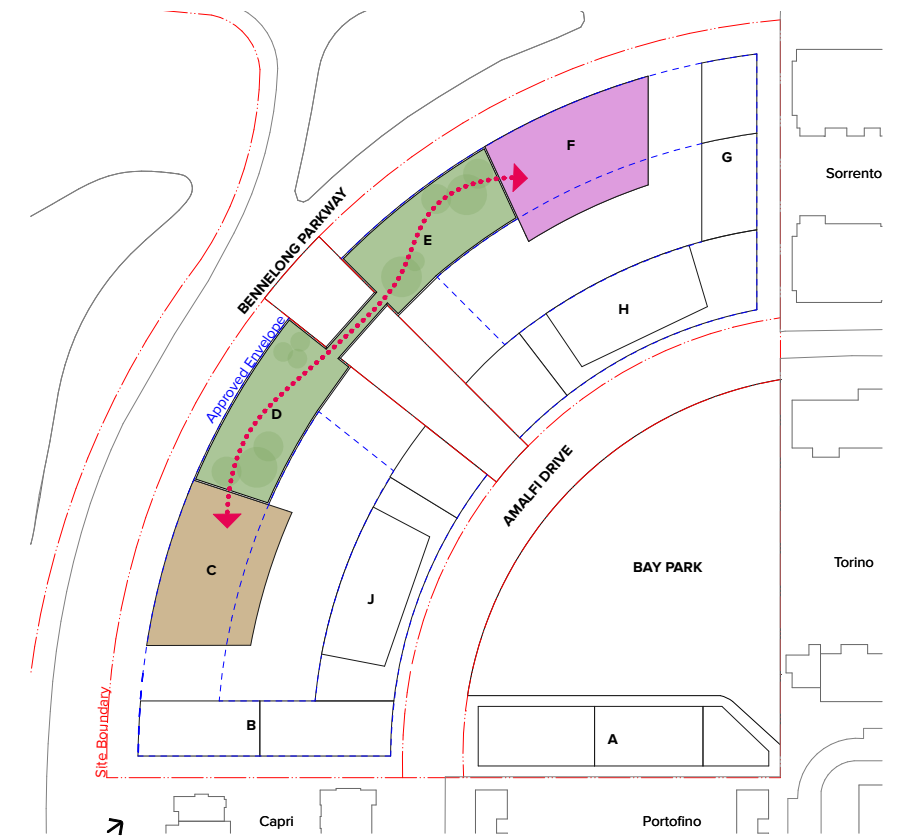 F
G
Sorrento
BENNELONG PARKWAY
E
H
Approved Envelope
D
AMALFI DRIVE
C
BAY PARK
Torino
J
Site Boundary
B
A
Capri
Portofino